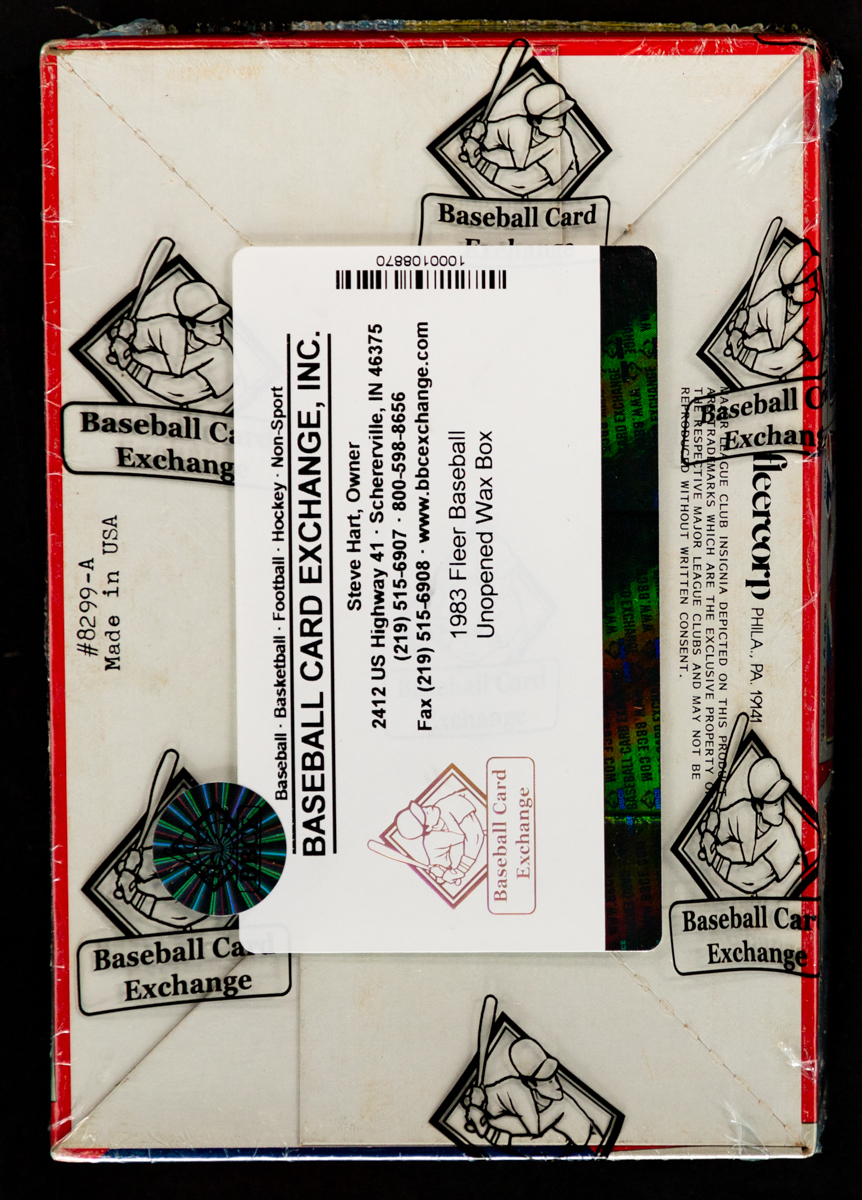 Baseball Card
Exchange
Baseball Ca
Exchange
Baseball C
Exchan
1000108870
Baseball · Basketball · Football · Hockey · Non-Sport
BASEBALL CARD EXCHANGE, INC.
Steve Hart, Owner
2412 US Highway 41 · Schererville, IN 46375
(219) 515-6907 · 800-598-8656
Fax (219) 515-6908 · www.bbcexchange.com
1983 Fleer Baseball
Unopened Wax Box
Baseball Card
Exchange
#8299-A
Made in USA
fleercorp PHILA., PA. 19141
MAJOR LEAGUE CLUB INSIGNIA DEPICTED ON THIS PRODUCT
ARE TRADEMARKS WHICH ARE THE EXCLUSIVE PROPERTY OF
THE RESPECTIVE MAJOR LEAGUE CLUBS AND MAY NOT BE
REPRODUCED WITHOUT WRITTEN CONSENT.
Baseball Card
Exchange
Baseball Car
Exchange